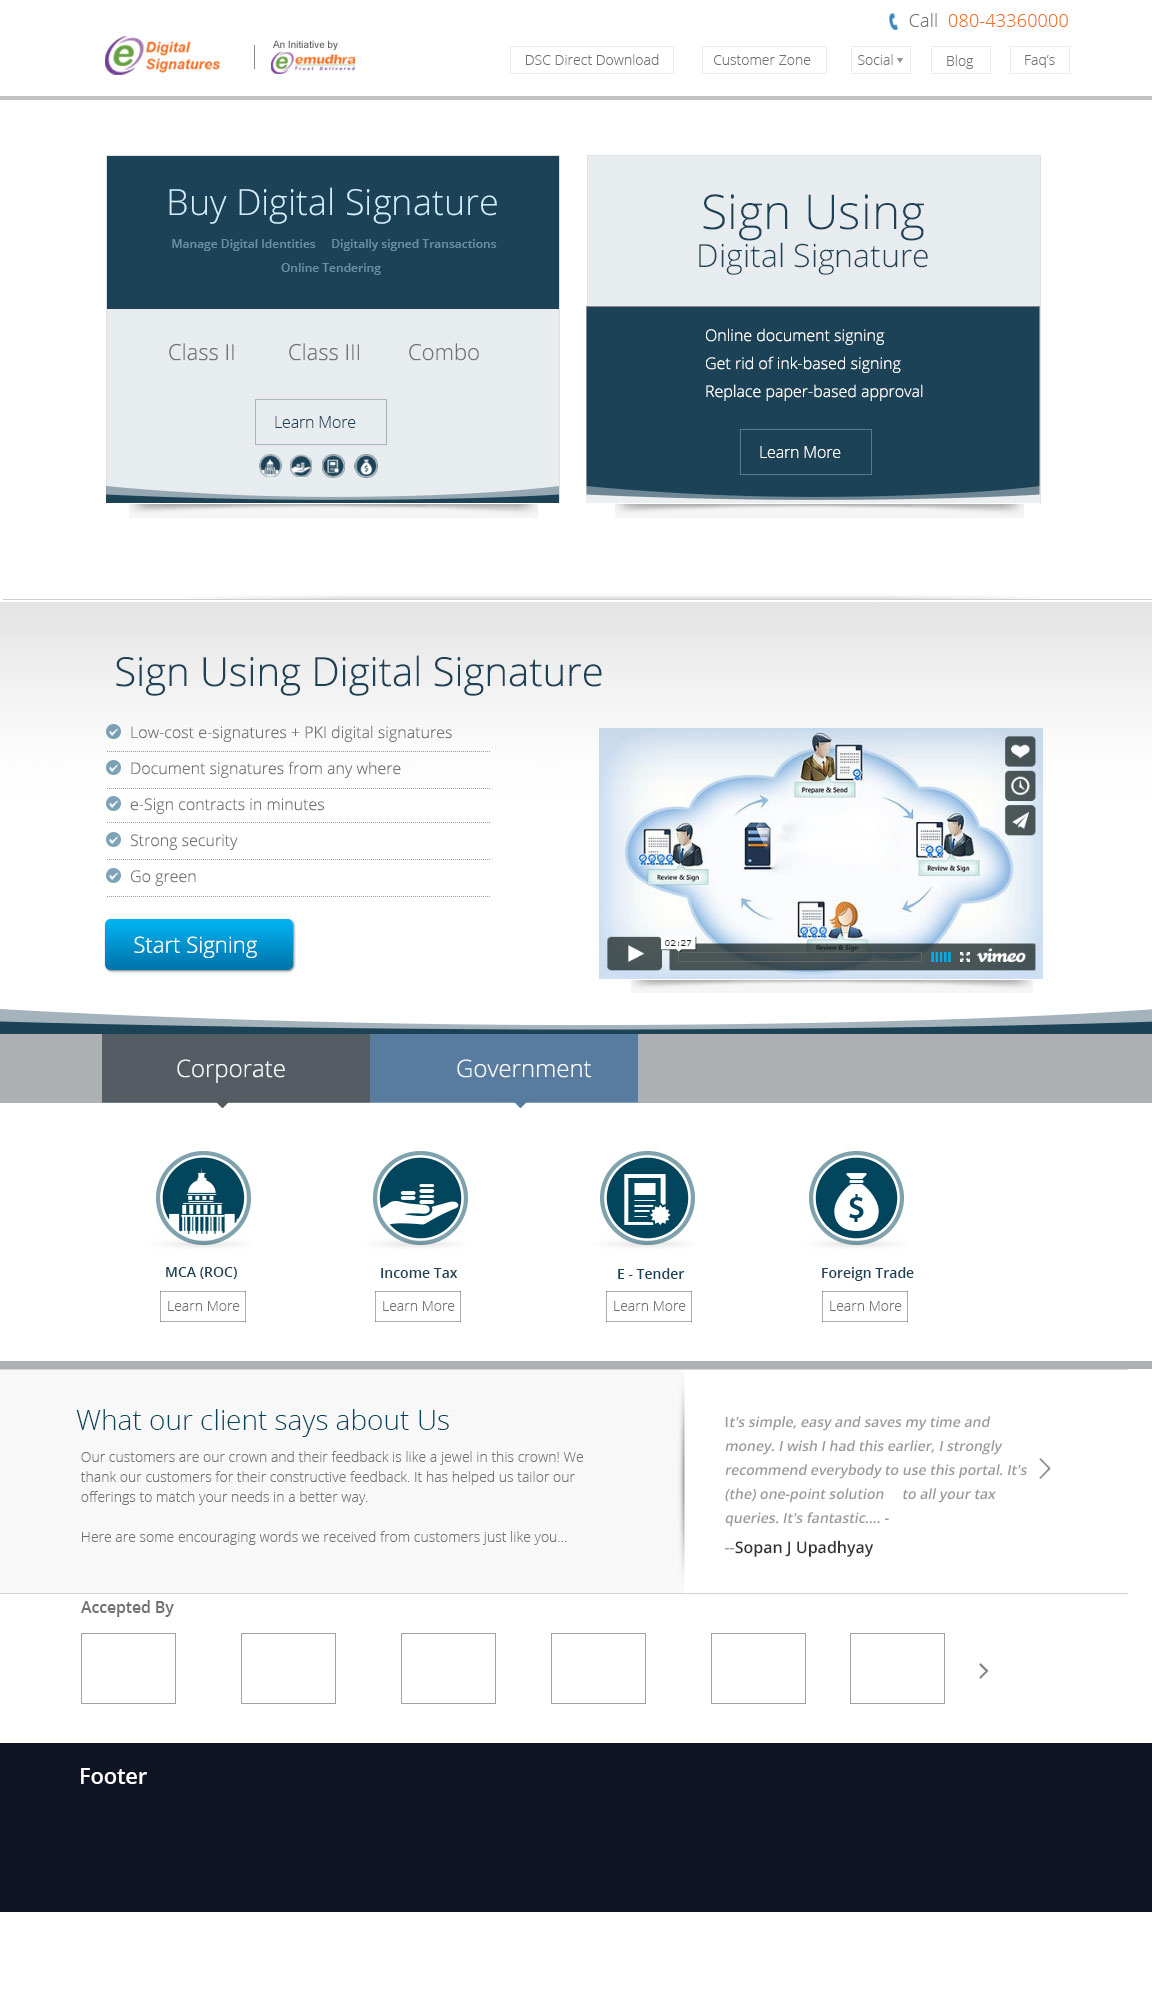 Call 080-43360000
Digital
Signatures
An Initiative by
emudhra
Trust Delivered
DSC Direct Download
Customer Zone
Social
Blog
Faq's
Buy Digital Signature
Manage Digital Identities Digitally signed Transactions
Online Tendering
Class II Class III Combo
Learn More
Sign Using
Digital Signature
Online document signing
Get rid of ink-based signing
Replace paper-based approval
Learn More
Sign Using Digital Signature
Low-cost e-signatures + PKI digital signatures
Document signatures from any where
e-Sign contracts in minutes
Strong security
Go green
Start Signing
Prepare & Send
Review & Sign
Review & Sign
Review & Sign
02:27
vimeo
Corporate
Government
MCA (ROC)
Income Tax
E - Tender
Foreign Trade
Learn More
Learn More
Learn More
Learn More
What our client says about Us
Our customers are our crown and their feedback is like a jewel in this crown! We
thank our customers for their constructive feedback. It has helped us tailor our
offerings to match your needs in a better way.
Here are some encouraging words we received from customers just like you...
It's simple, easy and saves my time and
money. I wish I had this earlier, I strongly
recommend everybody to use this portal. It's
(the) one-point solution to all your tax
queries. It's fantastic.... -
--Sopan J Upadhyay
Accepted By
Footer